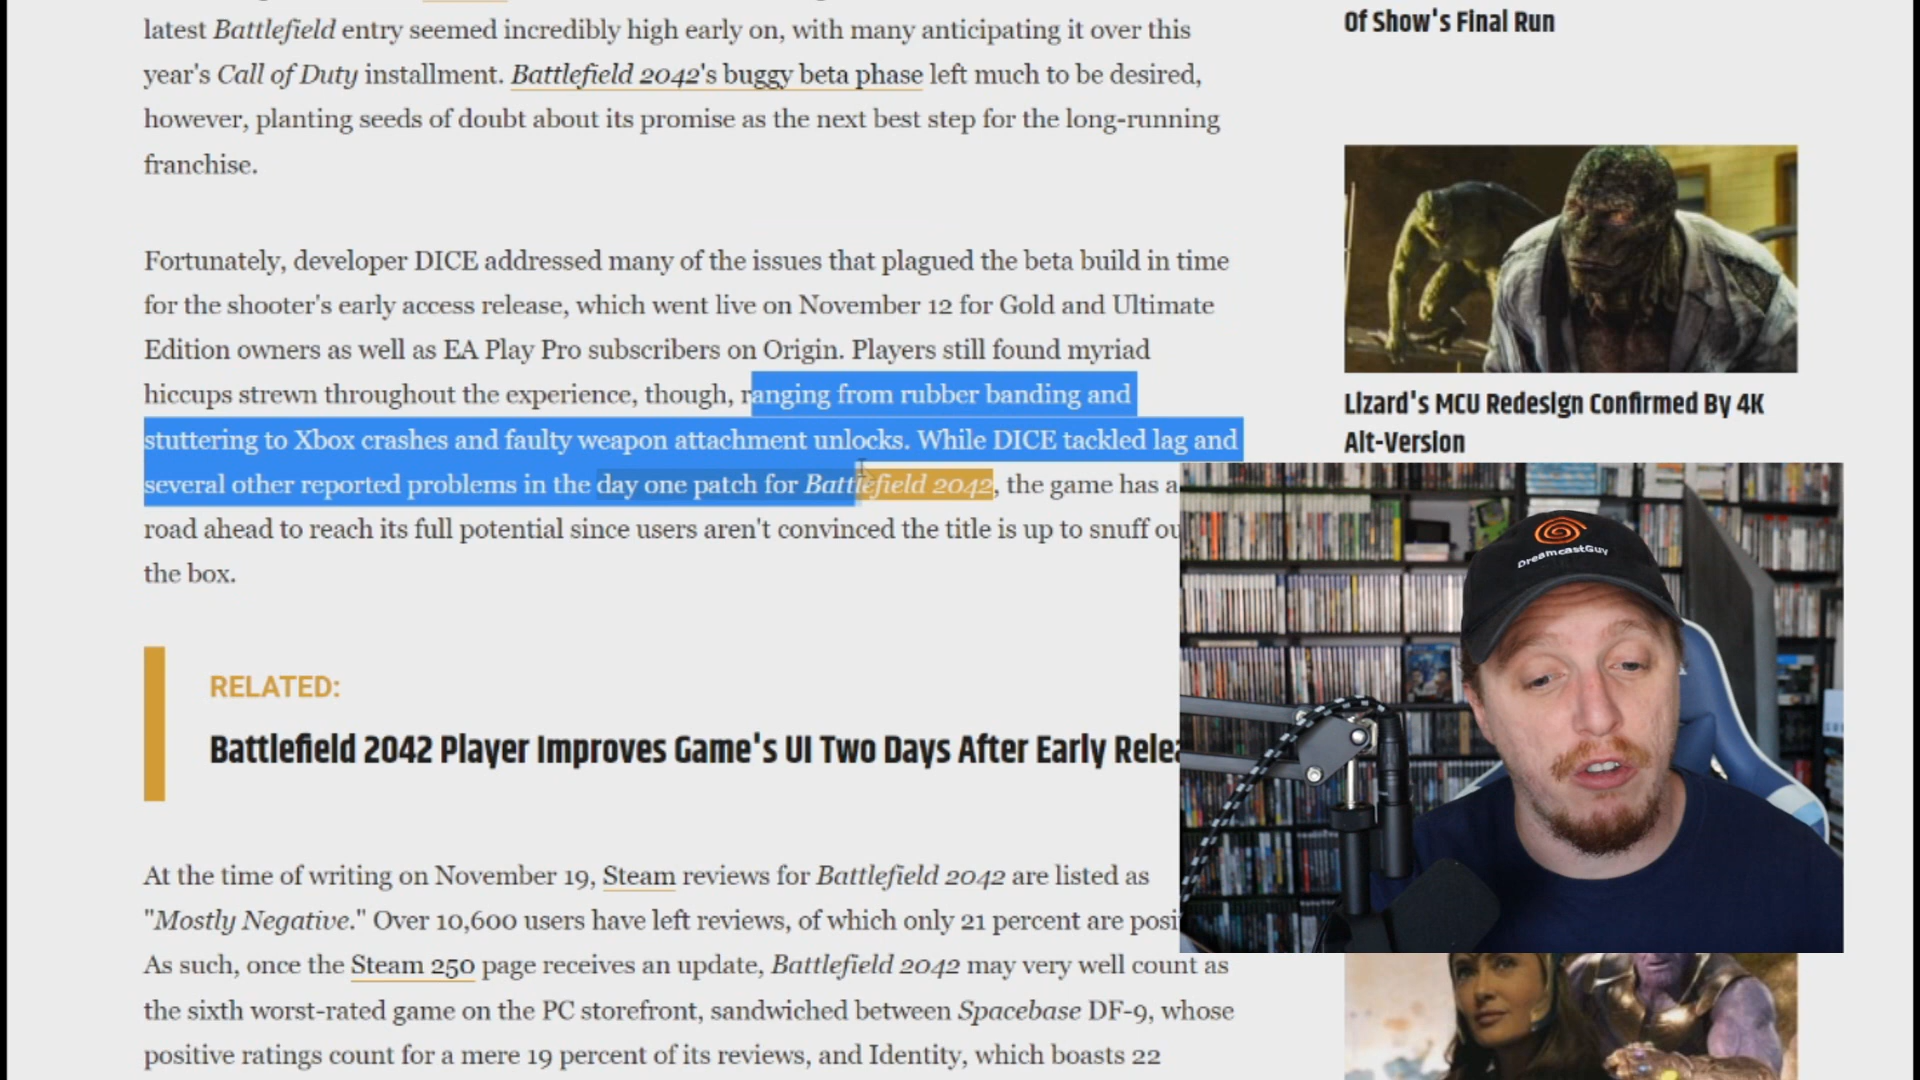 latest Battlefield entry seemed incredibly high early on, with many anticipating it over this
year's Call of Duty installment. Battlefield 2042's buggy beta phase left much to be desired,
however, planting seeds of doubt about its promise as the next best step for the long-running
franchise.
Fortunately, developer DICE addressed many of the issues that plagued the beta build in time
for the shooter's early access release, which went live on November 12 for Gold and Ultimate
Edition owners as well as EA Play Pro subscribers on Origin. Players still found myriad
hiccups strewn throughout the experience, though, ranging from rubber banding and
stuttering to Xbox crashes and faulty weapon attachment unlocks. While DICE tackled lag and
several other reported problems in the day one patch for Battlefield 2042, the game has a
road ahead to reach its full potential since users aren't convinced the title is up to snuff ou
the box.
RELATED:
Battlefield 2042 Player Improves Game's UI Two Days After Early Relea
At the time of writing on November 19, Steam reviews for Battlefield 2042 are listed as
"Mostly Negative." Over 10,600 users have left reviews, of which only 21 percent are posi
As such, once the Steam 250 page receives an update, Battlefield 2042 may very well count as
the sixth worst-rated game on the PC storefront, sandwiched between Spacebase DF-9, whose
positive ratings count for a mere 19 percent of its reviews, and Identity, which boasts 22
Of Show's Final Run
Lizard's MCU Redesign Confirmed By 4K
Alt-Version
DreamcastGuy